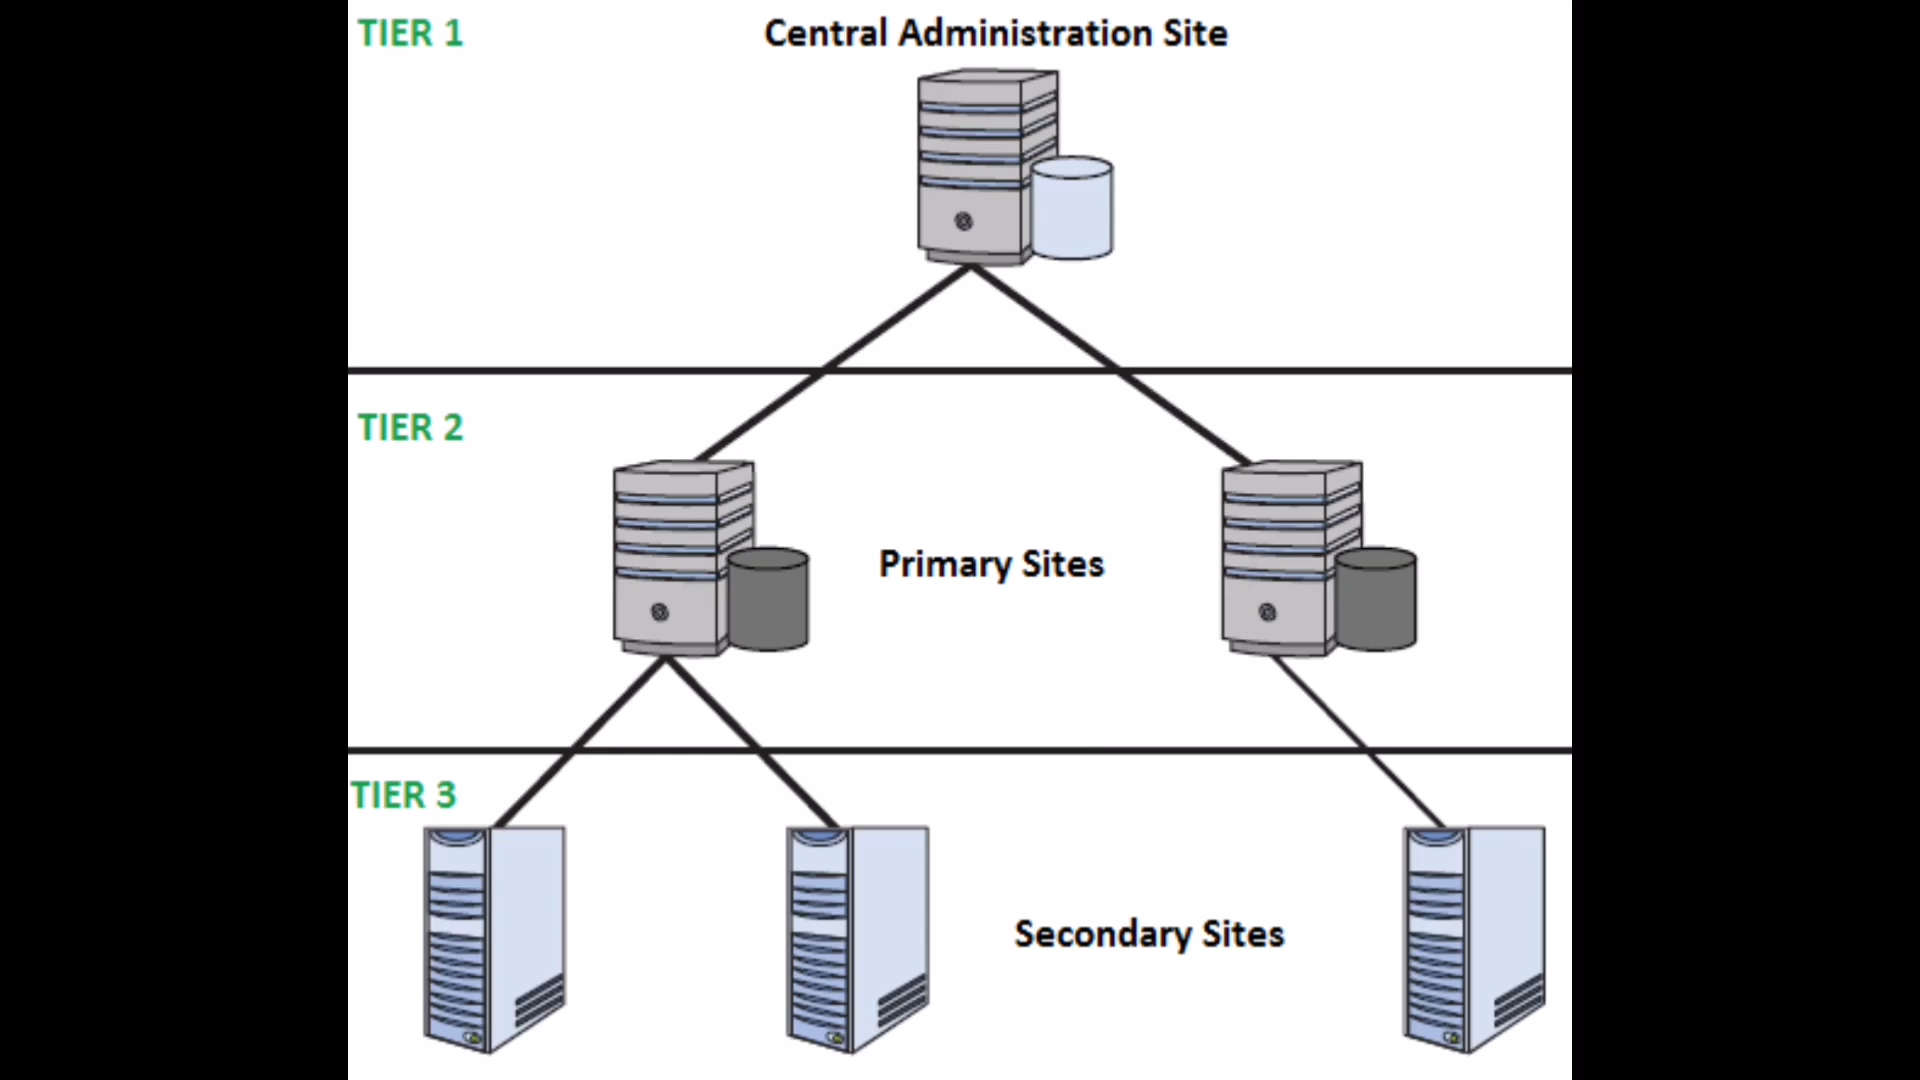 TIER 1
Central Administration Site
TIER 2
Primary Sites
TIER 3
Secondary Sites